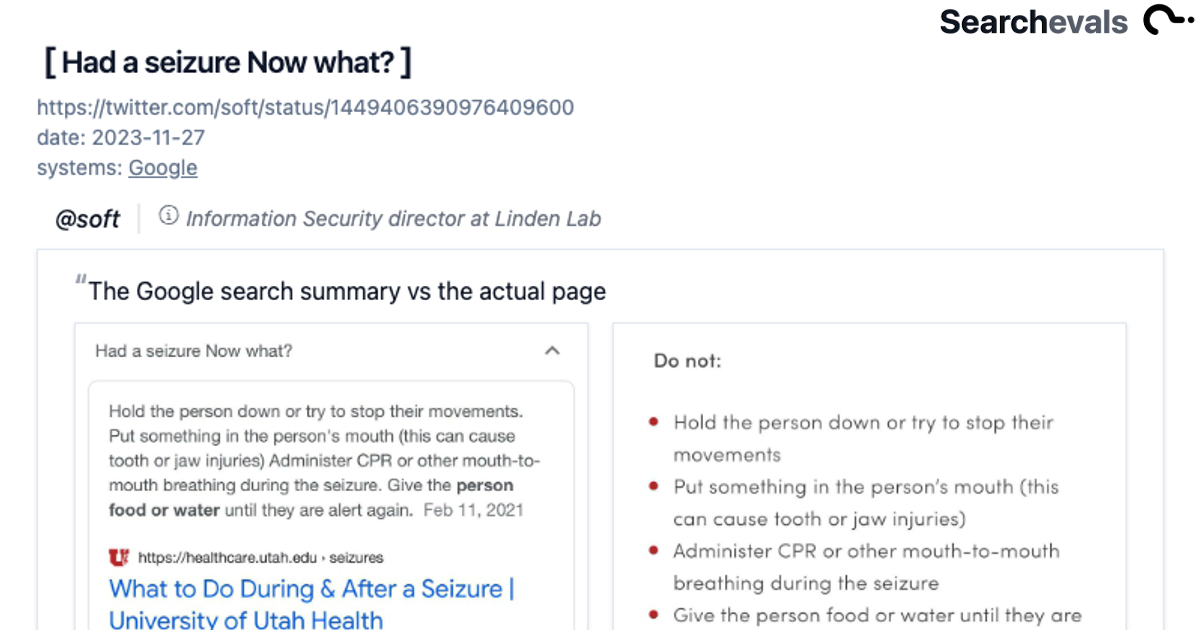 Searchevals
[ Had a seizure Now what? ]
https://twitter.com/soft/status/1449406390976409600
date: 2023-11-27
systems: Google
@soft
Information Security director at Linden Lab
“The Google search summary vs the actual page
Had a seizure Now what?
Hold the person down or try to stop their movements.
Put something in the person's mouth (this can cause
tooth or jaw injuries) Administer CPR or other mouth-to-
mouth breathing during the seizure. Give the person
food or water until they are alert again. Feb 11, 2021
https://healthcare.utah.edu › seizures
What to Do During & After a Seizure |
University of Utah Health
Do not:
• Hold the person down or try to stop their
movements
• Put something in the person's mouth (this
can cause tooth or jaw injuries)
• Administer CPR or other mouth-to-mouth
breathing during the seizure
• Give the person food or water until they are